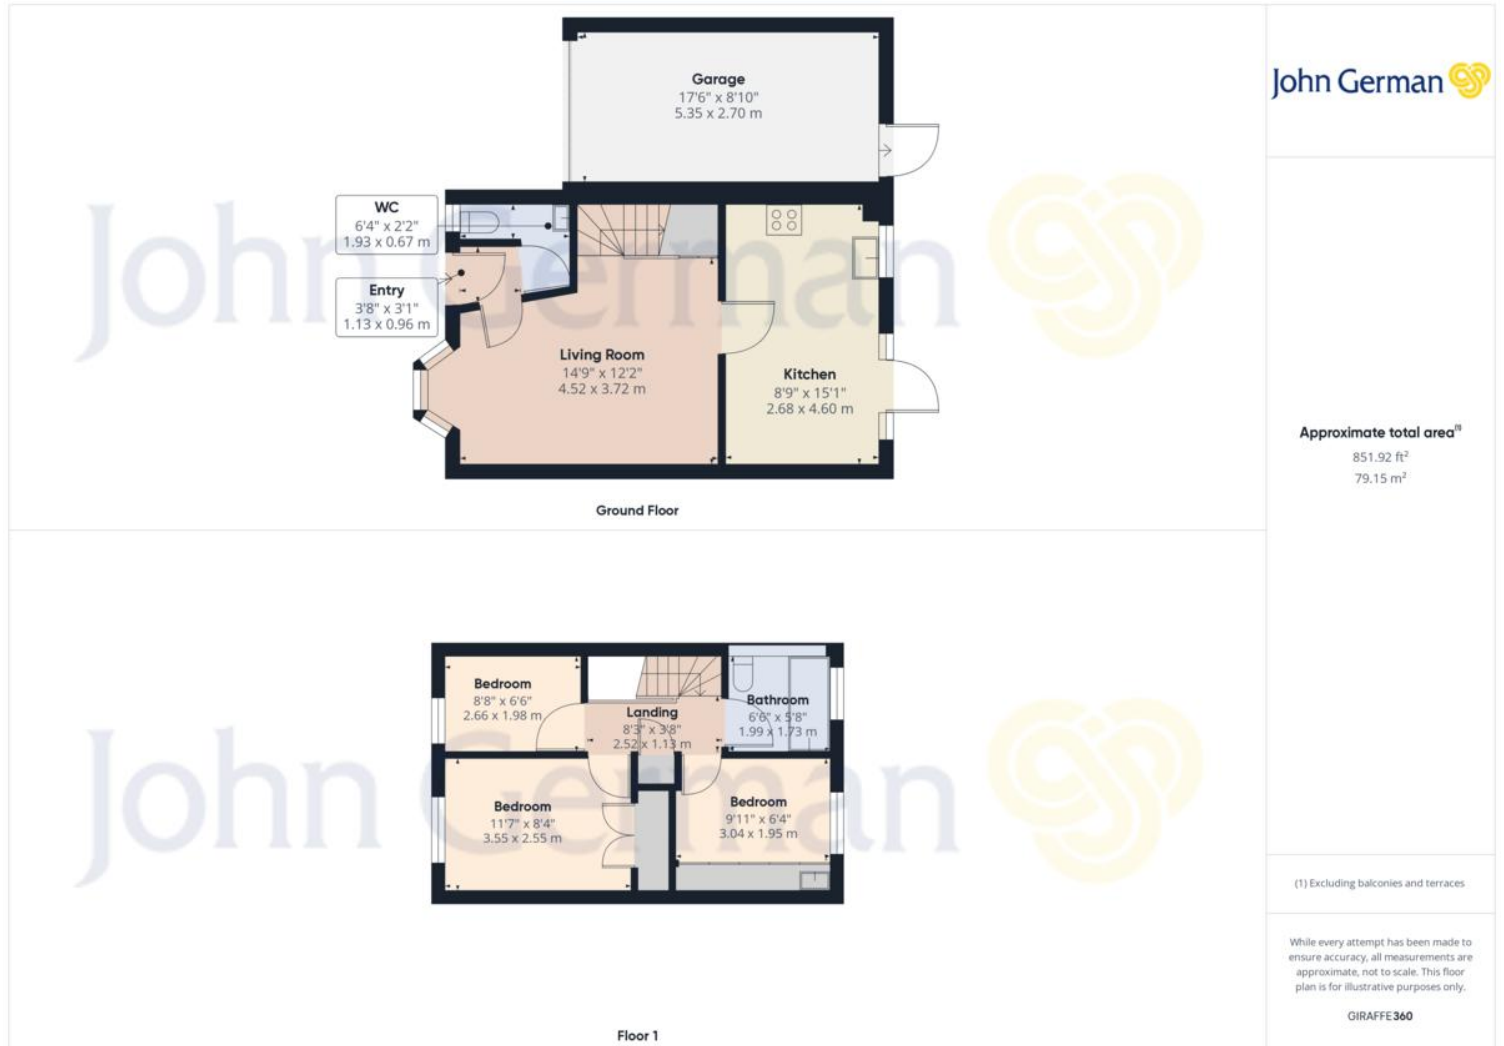 Garage
17'6" x 8'10"
5.35 x 2.70 m
WC
6'4" x 2'2"
1.93 x 0.67 m
Entry
3'8" x 3'1"
1.13 x 0.96 m
Living Room
14'9" x 12'2"
4.52 x 3.72 m
Kitchen
8'9" x 15'1"
2.68 x 4.60 m
John German
Ground Floor
Bedroom
8'8" x 6'6"
2.66 x 1.98 m
Landing
8'3" x 3'8"
2.52 x 1.13 m
Bathroom
6'6" x 5'8"
1.99 x 1.73 m
Bedroom
11'7" x 8'4"
3.55 x 2.55 m
Bedroom
9'11" x 6'4"
3.04 x 1.95 m
John German
Floor 1
John German
Approximate total area(1)
851.92 ft²
79.15 m²
(1) Excluding balconies and terraces
While every attempt has been made to
ensure accuracy, all measurements are
approximate, not to scale. This floor
plan is for illustrative purposes only.
GIRAFFE360